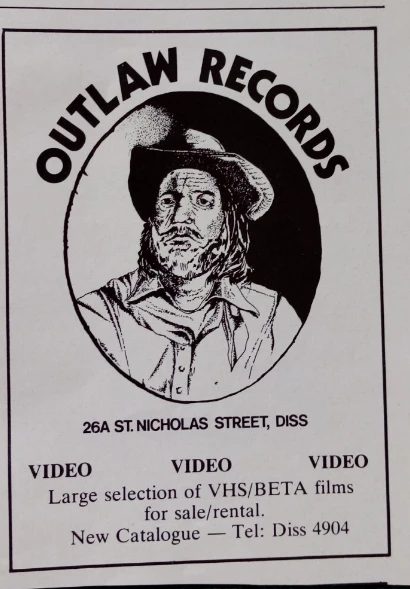 OUTLAW RECORDS
26A ST. NICHOLAS STREET, DISS
VIDEO VIDEO VIDEO
Large selection of VHS/BETA films
for sale/rental.
New Catalogue — Tel: Diss 4904